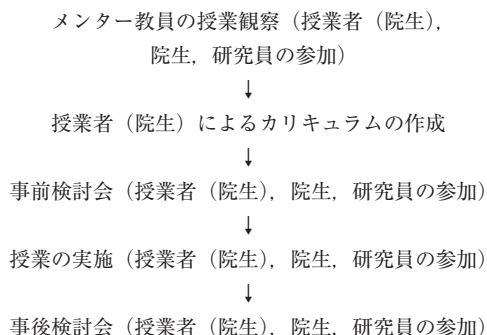 メンター教員の授業観察（授業者（院生），
院生，研究員の参加）
↓
授業者（院生）によるカリキュラムの作成
↓
事前検討会（授業者（院生），院生，研究員の参加）
↓
授業の実施（授業者（院生），院生，研究員の参加）
↓
事後検討会（授業者（院生），院生，研究員の参加）